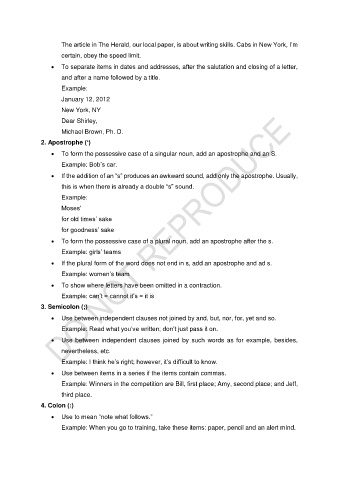 The article in The Herald, our local paper, is about writing skills. Cabs in New York, I'm
certain, obey the speed limit.
• To separate items in dates and addresses, after the salutation and closing of a letter,
and after a name followed by a title.
Example:
January 12, 2012
New York, NY
Dear Shirley,
Michael Brown, Ph. D.
2. Apostrophe (')
• To form the possessive case of a singular noun, add an apostrophe and an S.
Example: Bob's car.
• If the addition of an "s" produces an awkward sound, add only the apostrophe. Usually,
this is when there is already a double "s" sound.
Example:
Moses'
for old times' sake
for goodness' sake
• To form the possessive case of a plural noun, add an apostrophe after the s.
Example: girls' teams
• If the plural form of the word does not end in s, add an apostrophe and ad s.
Example: women's team
• To show where letters have been omitted in a contraction.
Example: can't = cannot it's = it is
3. Semicolon (;)
• Use between independent clauses not joined by and, but, nor, for, yet and so.
Example: Read what you've written; don't just pass it on.
• Use between independent clauses joined by such words as for example, besides,
nevertheless, etc.
Example: I think he's right; however, it's difficult to know.
• Use between items in a series if the items contain commas.
Example: Winners in the competition are Bill, first place; Amy, second place; and Jeff,
third place.
4. Colon (:)
• Use to mean "note what follows."
Example: When you go to training, take these items: paper, pencil and an alert mind.
DO NOT REPRODUCE